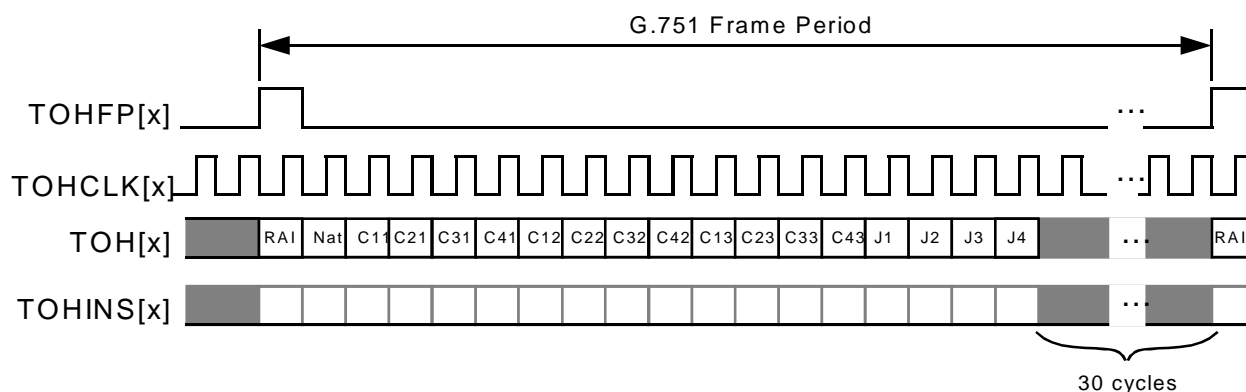 G.751 Frame Period
TOHFP[x]
...
TOHCLK[x]
...
TOH[x] RAI Nat C11 C21 C31 C41 C12 C22 C32 C42 C13 C23 C33 C43 J1 J2 J3 J4 ... RAI
TOHINS[x]
...
30 cycles